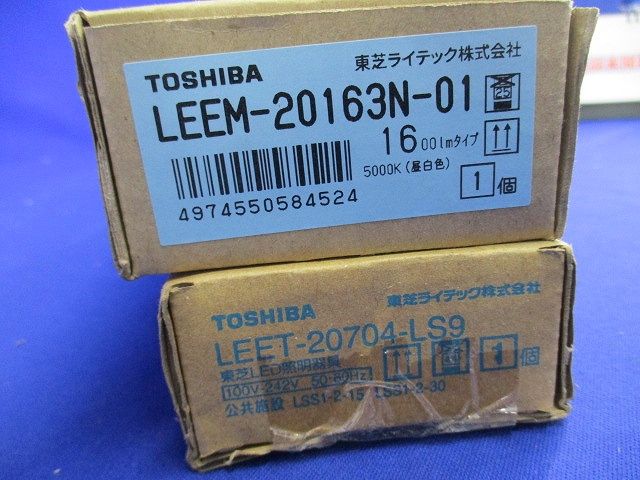 TOSHIBA 東芝ライテック株式会社
LEEM-20163N-01
25
1600lmタイプ
5000K(昼白色)
1個
4974550584524
TOSHIBA 東芝ライテック株式会社
LEET-20704-LS9
東芝LED照明器具
100V-242V 50-60Hz
1個
公共施設 LSS1-2-15 LSS1-2-30